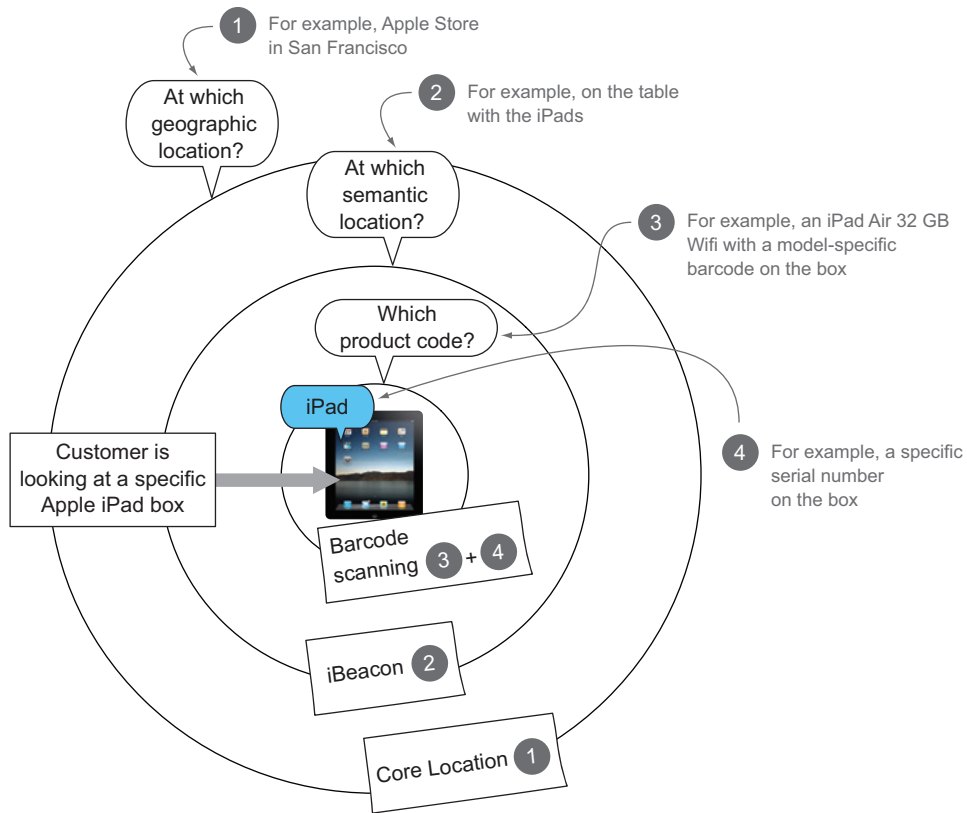 1
For example, Apple Store
in San Francisco
At which
geographic
location?
2
For example, on the table
with the iPads
At which
semantic
location?
3
For example, an iPad Air 32 GB
Wifi with a model-specific
barcode on the box
Which
product code?
iPad
4
For example, a specific
serial number
on the box
Customer is
looking at a specific
Apple iPad box
Barcode
scanning 3 + 4
iBeacon 2
Core Location 1